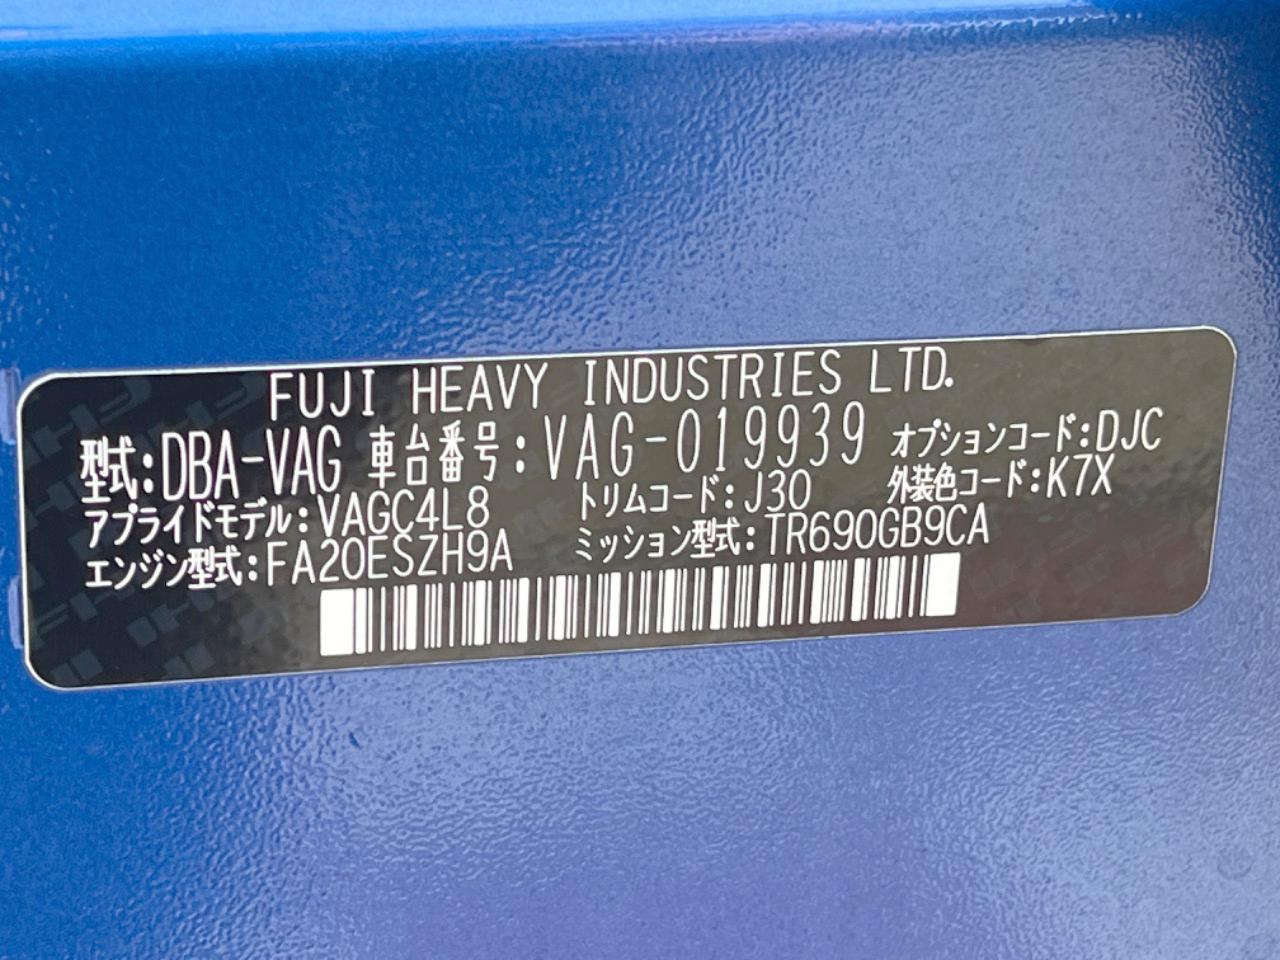 FUJI HEAVY INDUSTRIES LTD.
型式:DBA-VAG 車台番号:VAG-019939 オプションコード:DJC
アプライドモデル:VAGC4L8 トリムコード:J30 外装色コード:K7X
エンジン型式:FA20ESZH9A ミッション型式:TR690GB9CA